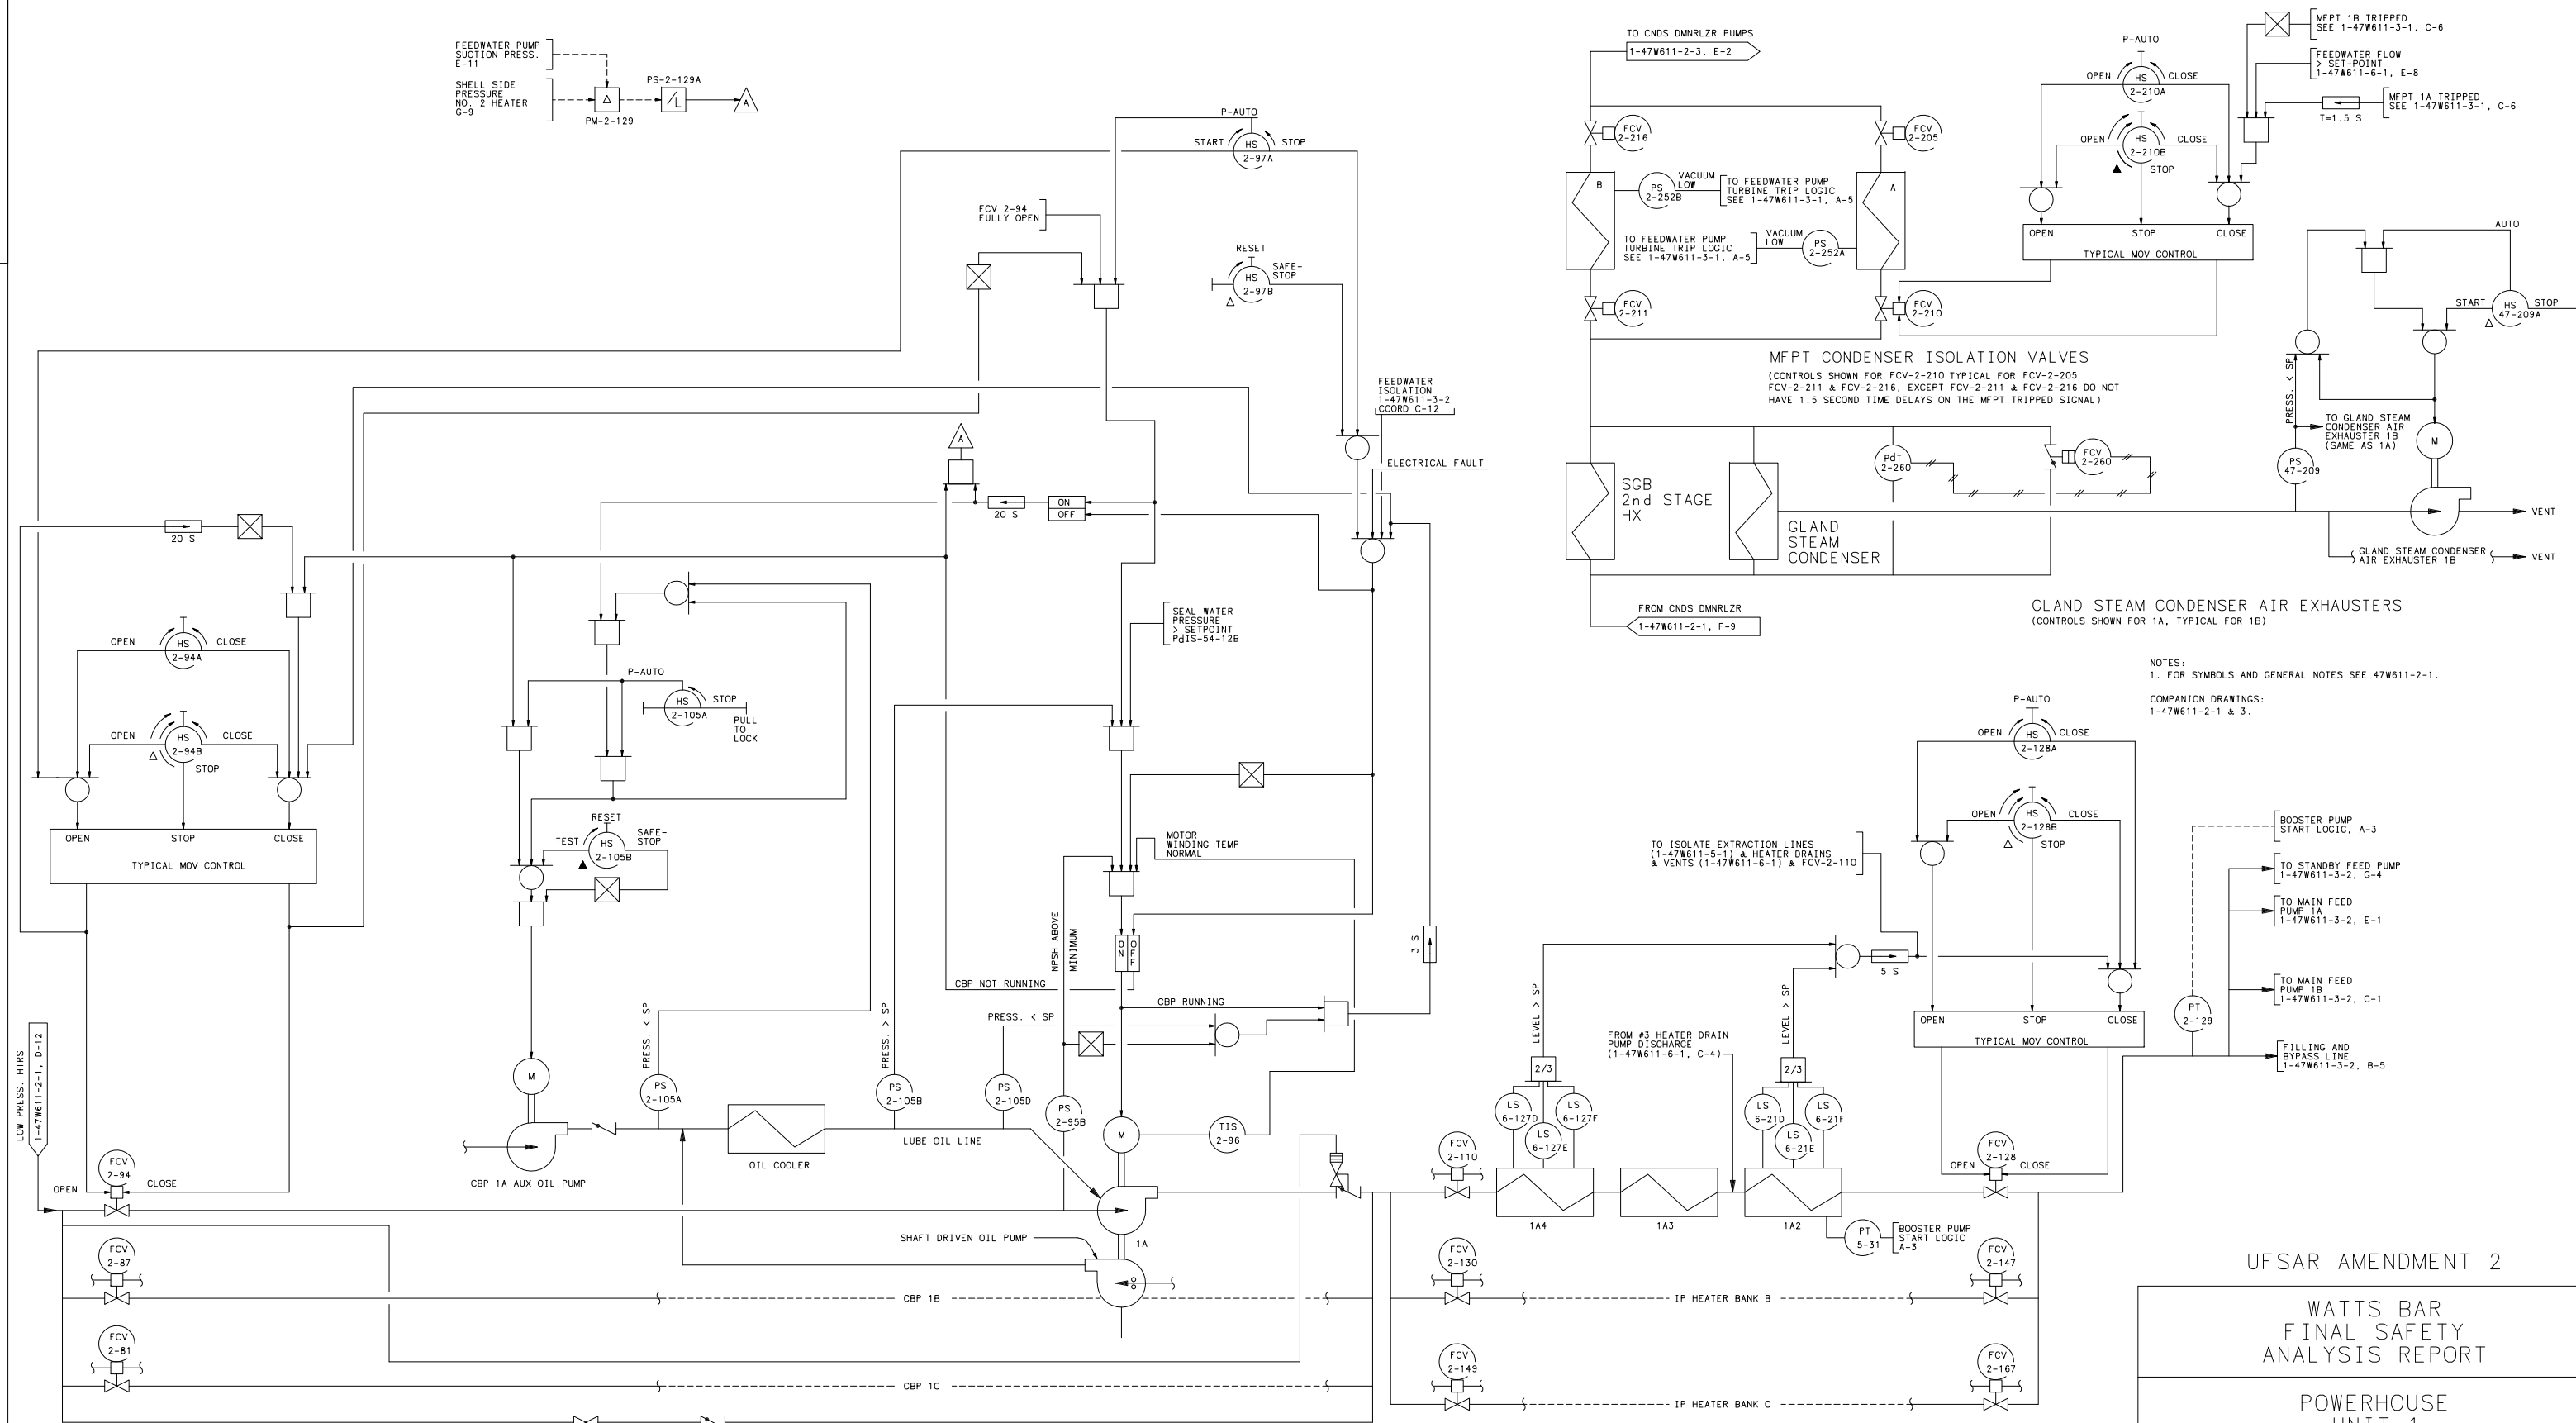 FEEDWATER PUMP
SUCTION PRESS.
E-11
SHELL SIDE
PRESSURE
NO. 2 HEATER
G-9
PS-2-129A
Δ
/L
A
PM-2-129
P-AUTO
START
STOP
HS
2-97A
FCV 2-94
FULLY OPEN
RESET
SAFE-
STOP
HS
2-97B
Δ
FEEDWATER
ISOLATION
1-47W611-3-2
COORD C-12
ELECTRICAL FAULT
A
ON
OFF
20 S
20 S
OPEN
CLOSE
HS
2-94A
OPEN
CLOSE
HS
2-94B
Δ
STOP
OPEN
STOP
CLOSE
TYPICAL MOV CONTROL
P-AUTO
STOP
HS
2-105A
PULL
TO
LOCK
RESET
TEST
SAFE-
STOP
HS
2-105B
▲
SEAL WATER
PRESSURE
> SETPOINT
PdIS-54-12B
MOTOR
WINDING TEMP
NORMAL
NPSH ABOVE
MINIMUM
ON
OFF
3 S
CBP NOT RUNNING
CBP RUNNING
PRESS. < SP
PRESS. < SP
PRESS. > SP
LOW PRESS. HTRS
1-47W611-2-1, D-12
M
PS
2-105A
PS
2-105B
PS
2-105D
PS
2-95B
M
TIS
2-96
LUBE OIL LINE
OIL COOLER
CBP 1A AUX OIL PUMP
FCV
2-94
OPEN
CLOSE
SHAFT DRIVEN OIL PUMP
1A
FCV
2-87
CBP 1B
FCV
2-81
CBP 1C
TO CNDS DMNRLZR PUMPS
1-47W611-2-3, E-2
FCV
2-216
FCV
2-205
B
PS
2-252B
VACUUM
LOW
TO FEEDWATER PUMP
TURBINE TRIP LOGIC
SEE 1-47W611-3-1, A-5
A
TO FEEDWATER PUMP
TURBINE TRIP LOGIC
SEE 1-47W611-3-1, A-5
VACUUM
LOW
PS
2-252A
FCV
2-211
FCV
2-210
P-AUTO
OPEN
CLOSE
HS
2-210A
OPEN
CLOSE
HS
2-210B
▲
STOP
OPEN
STOP
CLOSE
TYPICAL MOV CONTROL
MFPT 1B TRIPPED
SEE 1-47W611-3-1, C-6
FEEDWATER FLOW
> SET-POINT
1-47W611-6-1, E-8
MFPT 1A TRIPPED
SEE 1-47W611-3-1, C-6
T=1.5 S
AUTO
START
STOP
HS
47-209A
Δ
MFPT CONDENSER ISOLATION VALVES
(CONTROLS SHOWN FOR FCV-2-210 TYPICAL FOR FCV-2-205
FCV-2-211 & FCV-2-216, EXCEPT FCV-2-211 & FCV-2-216 DO NOT
HAVE 1.5 SECOND TIME DELAYS ON THE MFPT TRIPPED SIGNAL)
PRESS. < SP
TO GLAND STEAM
CONDENSER AIR
EXHAUSTER 1B
(SAME AS 1A)
PS
47-209
M
VENT
GLAND STEAM CONDENSER
AIR EXHAUSTER 1B
VENT
SGB
2nd STAGE
HX
GLAND
STEAM
CONDENSER
PdT
2-260
FCV
2-260
FROM CNDS DMNRLZR
1-47W611-2-1, F-9
GLAND STEAM CONDENSER AIR EXHAUSTERS
(CONTROLS SHOWN FOR 1A, TYPICAL FOR 1B)
NOTES:
1. FOR SYMBOLS AND GENERAL NOTES SEE 47W611-2-1.
COMPANION DRAWINGS:
1-47W611-2-1 & 3.
P-AUTO
OPEN
CLOSE
HS
2-128A
OPEN
CLOSE
HS
2-128B
Δ
STOP
TO ISOLATE EXTRACTION LINES
(1-47W611-5-1) & HEATER DRAINS
& VENTS (1-47W611-6-1) & FCV-2-110
5 S
OPEN
STOP
CLOSE
TYPICAL MOV CONTROL
LEVEL > SP
LEVEL > SP
FROM #3 HEATER DRAIN
PUMP DISCHARGE
(1-47W611-6-1, C-4)
2/3
2/3
LS
6-127D
LS
6-127E
LS
6-127F
LS
6-21D
LS
6-21E
LS
6-21F
FCV
2-110
1A4
1A3
1A2
FCV
2-128
OPEN
CLOSE
PT
5-31
BOOSTER PUMP
START LOGIC
A-3
FCV
2-130
IP HEATER BANK B
FCV
2-147
FCV
2-149
IP HEATER BANK C
FCV
2-167
PT
2-129
BOOSTER PUMP
START LOGIC, A-3
TO STANDBY FEED PUMP
1-47W611-3-2, G-4
TO MAIN FEED
PUMP 1A
1-47W611-3-2, E-1
TO MAIN FEED
PUMP 1B
1-47W611-3-2, C-1
FILLING AND
BYPASS LINE
1-47W611-3-2, B-5
UFSAR AMENDMENT 2
WATTS BAR
FINAL SAFETY
ANALYSIS REPORT
POWERHOUSE
UNIT 1